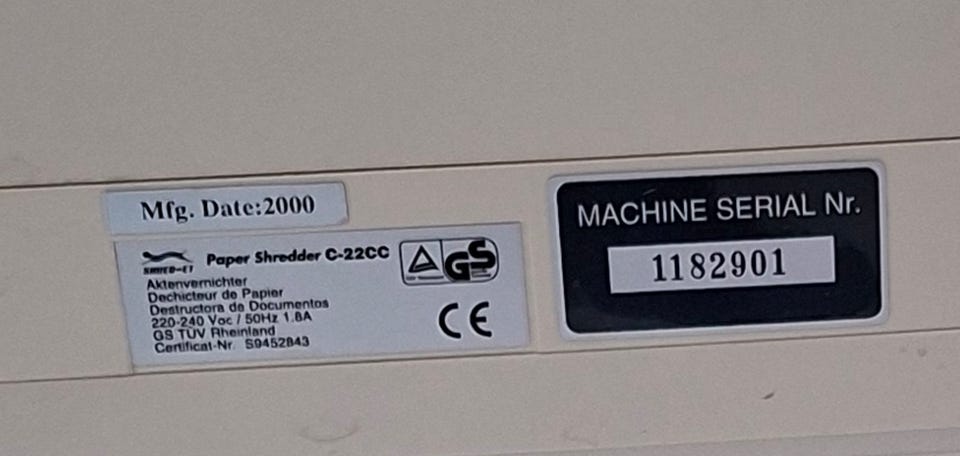 Mfg. Date:2000
Paper Shredder C-22CC
GS
Aktenvernichter
Dechicteur de Papier
Destructora de Documentos
220-240 Vac / 50Hz 1.8A
GS TÜV Rheinland
Certificat-Nr. S9452843
CE
MACHINE SERIAL Nr.
1182901